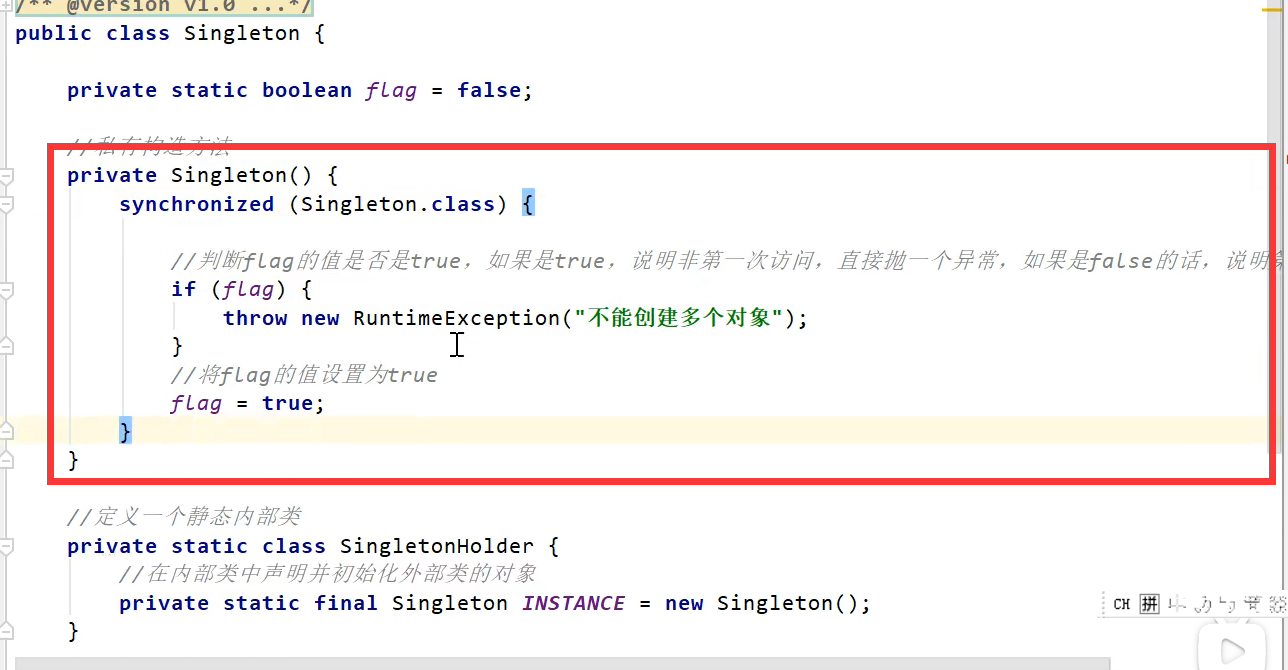 /** @version v1.0 ...*/
public class Singleton {
private static boolean flag = false;
//私有构造方法
private Singleton() {
synchronized (Singleton.class) {
//判断flag的值是否是true，如果是true，说明非第一次访问，直接抛一个异常，如果是false的话，说明第
if (flag) {
throw new RuntimeException("不能创建多个对象");
}
//将flag的值设置为true
flag = true;
}
}
//定义一个静态内部类
private static class SingletonHolder {
//在内部类中声明并初始化外部类的对象
private static final Singleton INSTANCE = new Singleton();
}
CH 拼